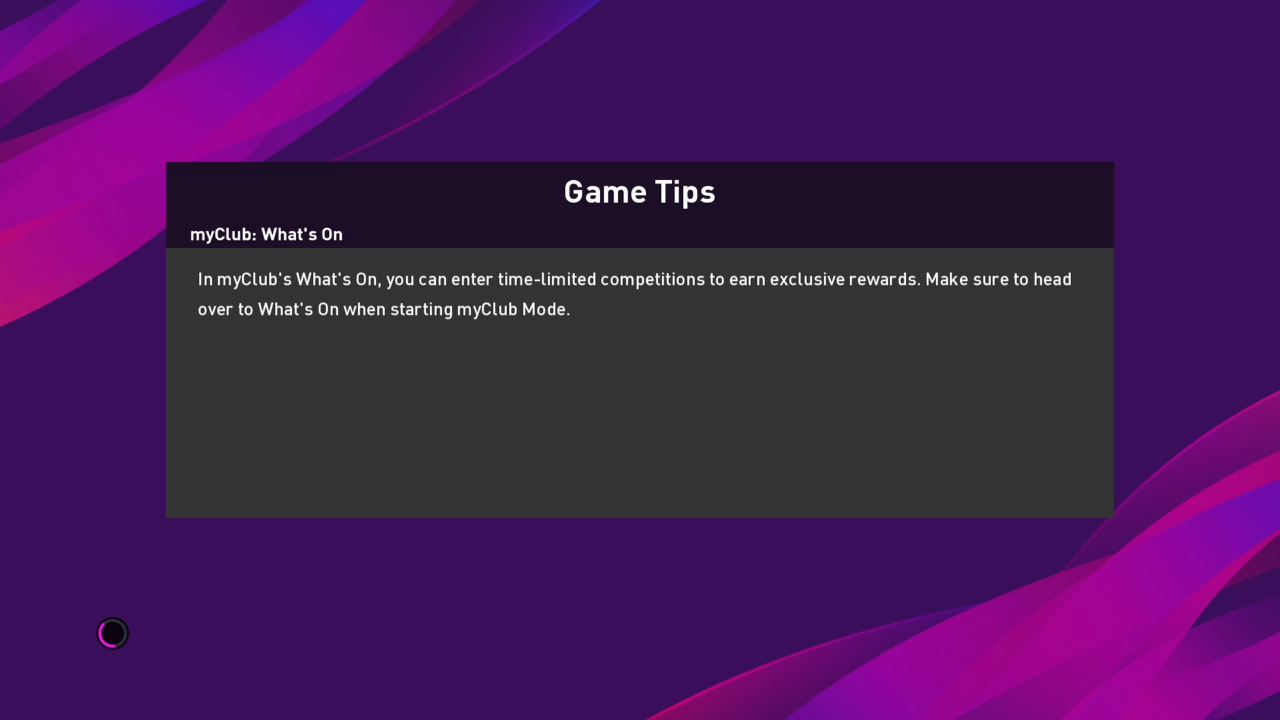 Game Tips
myClub: What's On
In myClub's What's On, you can enter time-limited competitions to earn exclusive rewards. Make sure to head
over to What's On when starting myClub Mode.